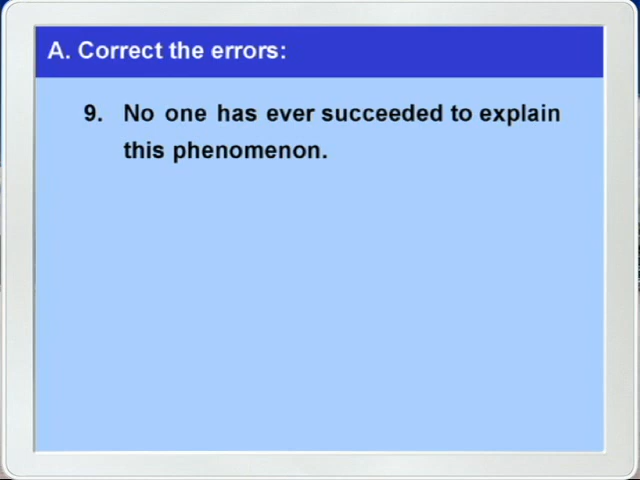 A. Correct the errors:
9. No one has ever succeeded to explain
this phenomenon.